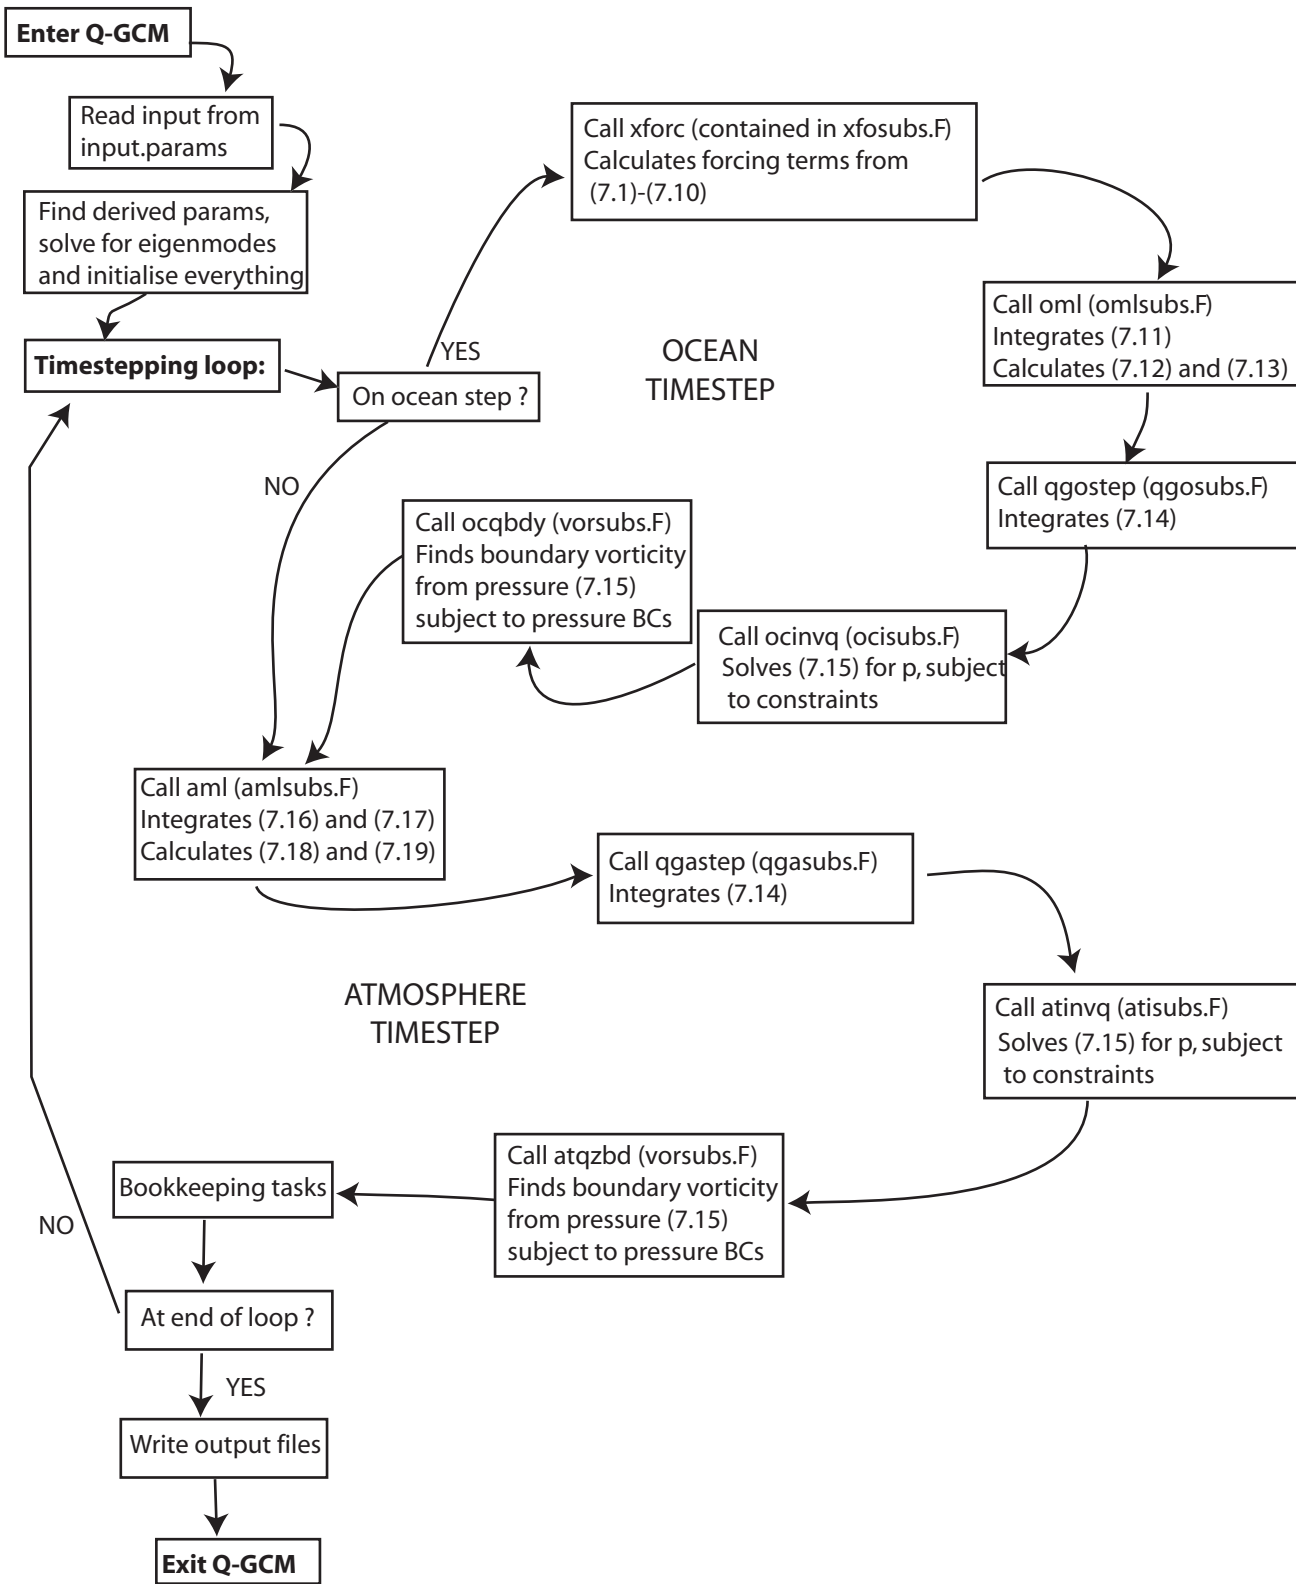 Enter Q-GCM
Read input from
input.params
Find derived params,
solve for eigenmodes
and initialise everything
Timestepping loop:
On ocean step ?
YES
NO
Call xforc (contained in xfosubs.F)
Calculates forcing terms from
(7.1)-(7.10)
OCEAN
TIMESTEP
Call oml (omlsubs.F)
Integrates (7.11)
Calculates (7.12) and (7.13)
Call qgostep (qgosubs.F)
Integrates (7.14)
Call ocinvq (ocisubs.F)
Solves (7.15) for p, subject
to constraints
Call ocqbdy (vorsubs.F)
Finds boundary vorticity
from pressure (7.15)
subject to pressure BCs
Call aml (amlsubs.F)
Integrates (7.16) and (7.17)
Calculates (7.18) and (7.19)
Call qgastep (qgasubs.F)
Integrates (7.14)
ATMOSPHERE
TIMESTEP
Call atinvq (atisubs.F)
Solves (7.15) for p, subject
to constraints
Call atqzbd (vorsubs.F)
Finds boundary vorticity
from pressure (7.15)
subject to pressure BCs
Bookkeeping tasks
NO
At end of loop ?
YES
Write output files
Exit Q-GCM